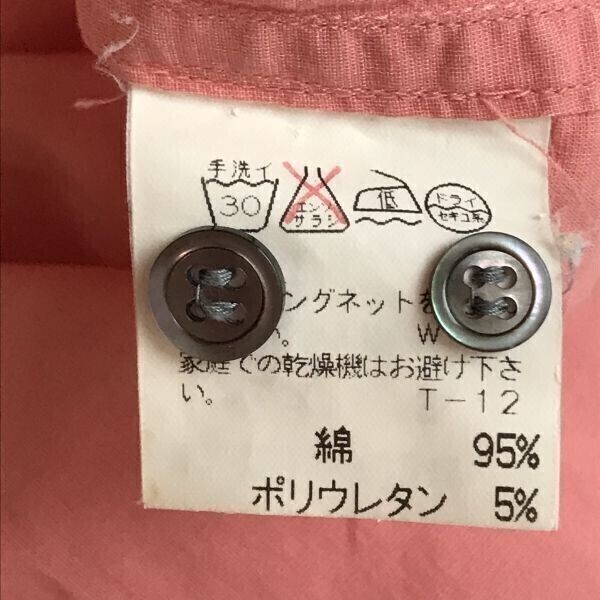 手洗イ
30
エンソ
サラシ
低
ドライ
セキユ系
ングネットを
い。 W
家庭での乾燥機はお避け下さ
い。 T-12
綿 95%
ポリウレタン 5%